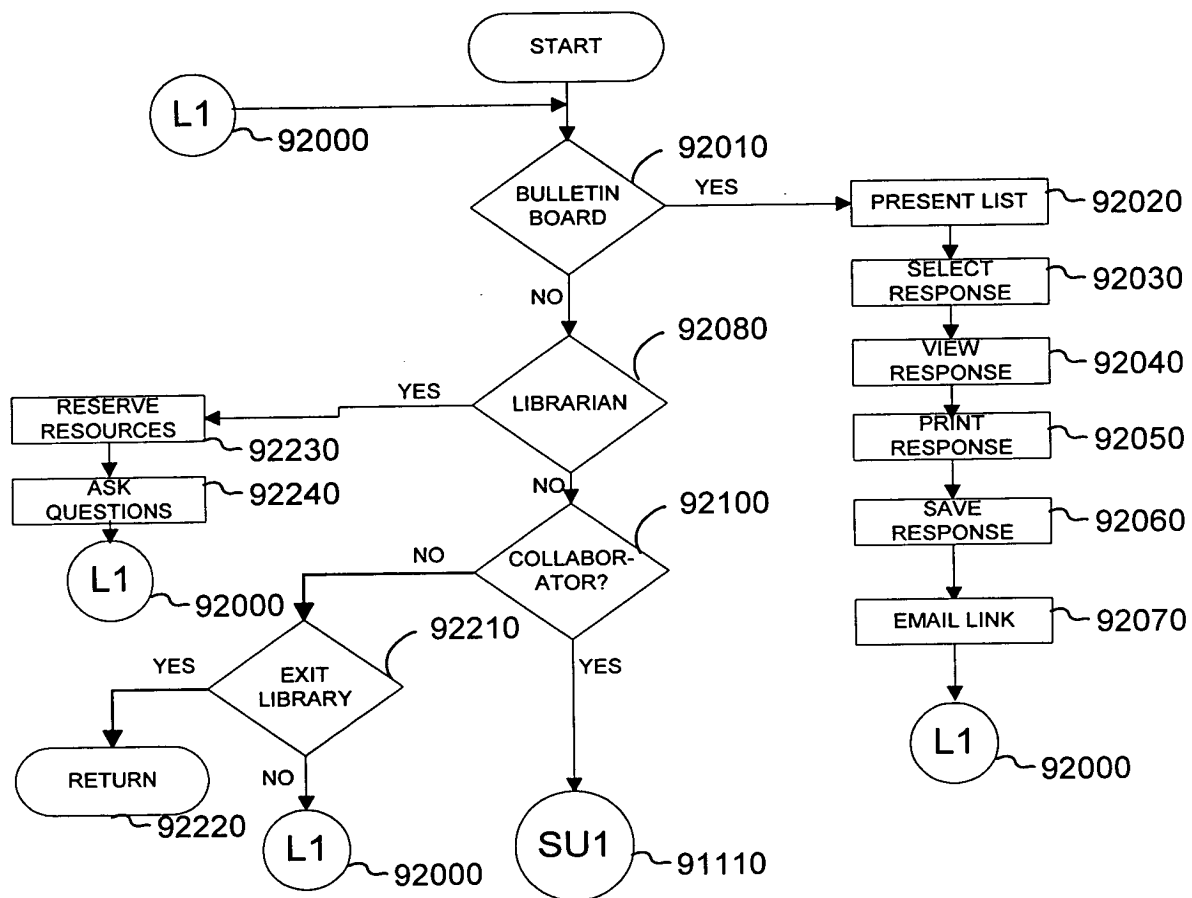 START
L1
92000
92010
BULLETIN
BOARD
YES
PRESENT LIST
92020
SELECT
RESPONSE
92030
NO
92080
VIEW
RESPONSE
92040
LIBRARIAN
YES
RESERVE
RESOURCES
92230
PRINT
RESPONSE
92050
ASK
QUESTIONS
92240
NO
92100
SAVE
RESPONSE
92060
L1
92000
NO
COLLABOR-
ATOR?
92210
EMAIL LINK
92070
YES
EXIT
LIBRARY
YES
L1
92000
RETURN
92220
NO
L1
92000
SU1
91110